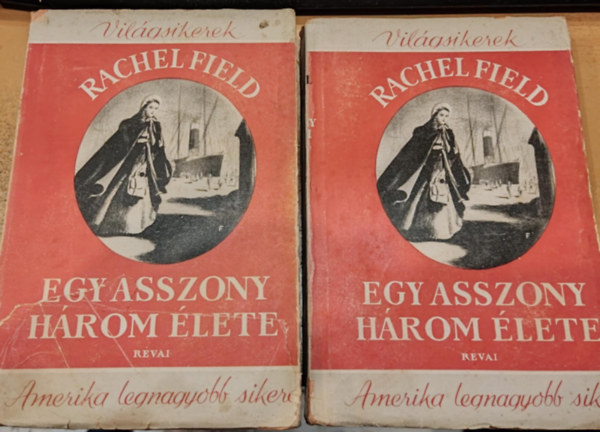 Világsikerek
RACHEL FIELD
EGY ASSZONY
HÁROM ÉLETE
REVAI
Amerika legnagyobb sikere
Világsikerek
RACHEL FIELD
EGY ASSZONY
HÁROM ÉLETE
REVAI
Amerika legnagyobb sik